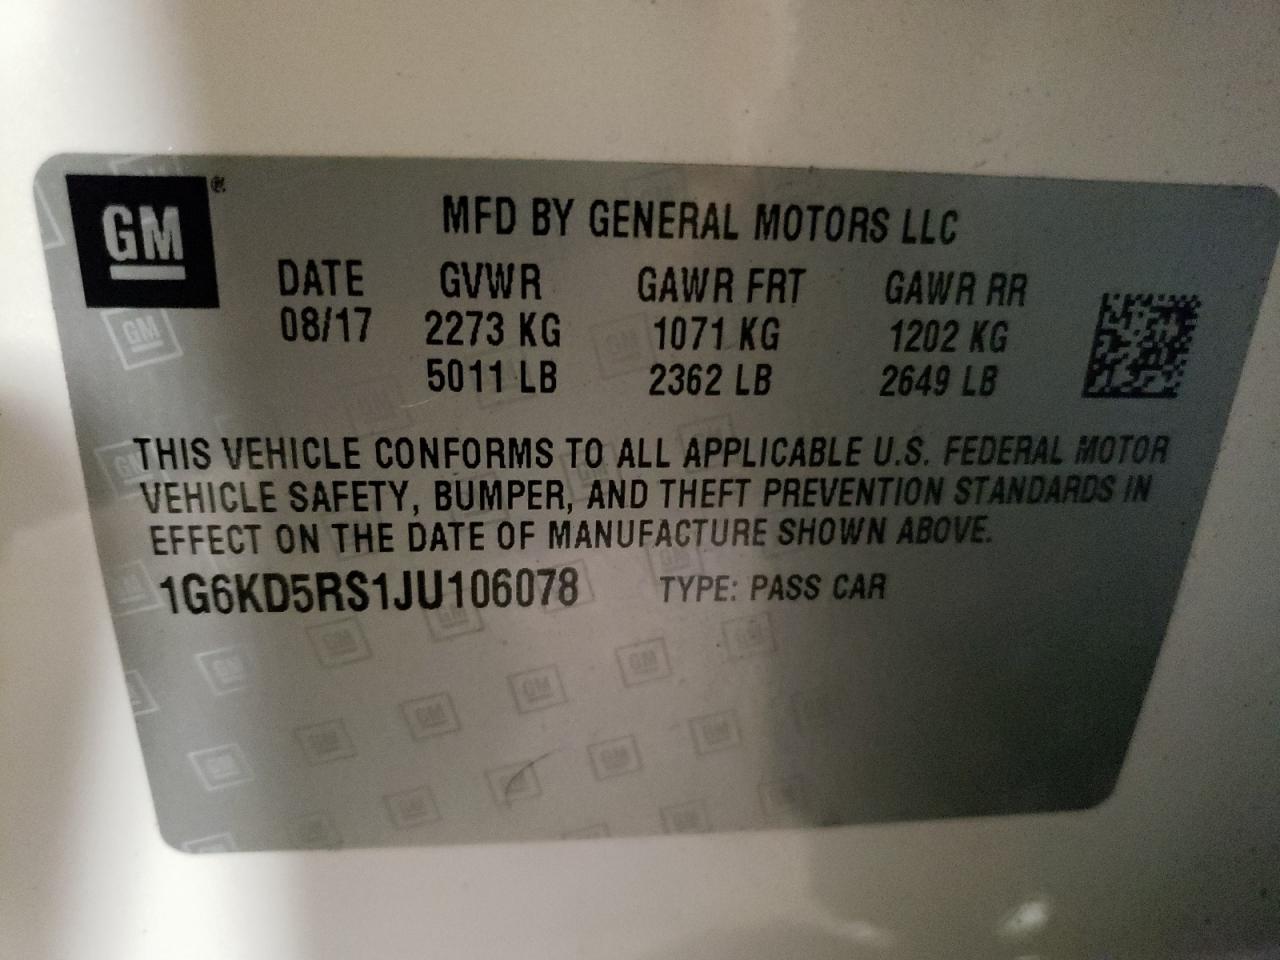 GM®
MFD BY GENERAL MOTORS LLC
DATE GVWR GAWR FRT GAWR RR
08/17 2273 KG 1071 KG 1202 KG
5011 LB 2362 LB 2649 LB
THIS VEHICLE CONFORMS TO ALL APPLICABLE U.S. FEDERAL MOTOR
VEHICLE SAFETY, BUMPER, AND THEFT PREVENTION STANDARDS IN
EFFECT ON THE DATE OF MANUFACTURE SHOWN ABOVE.
1G6KD5RS1JU106078 TYPE: PASS CAR